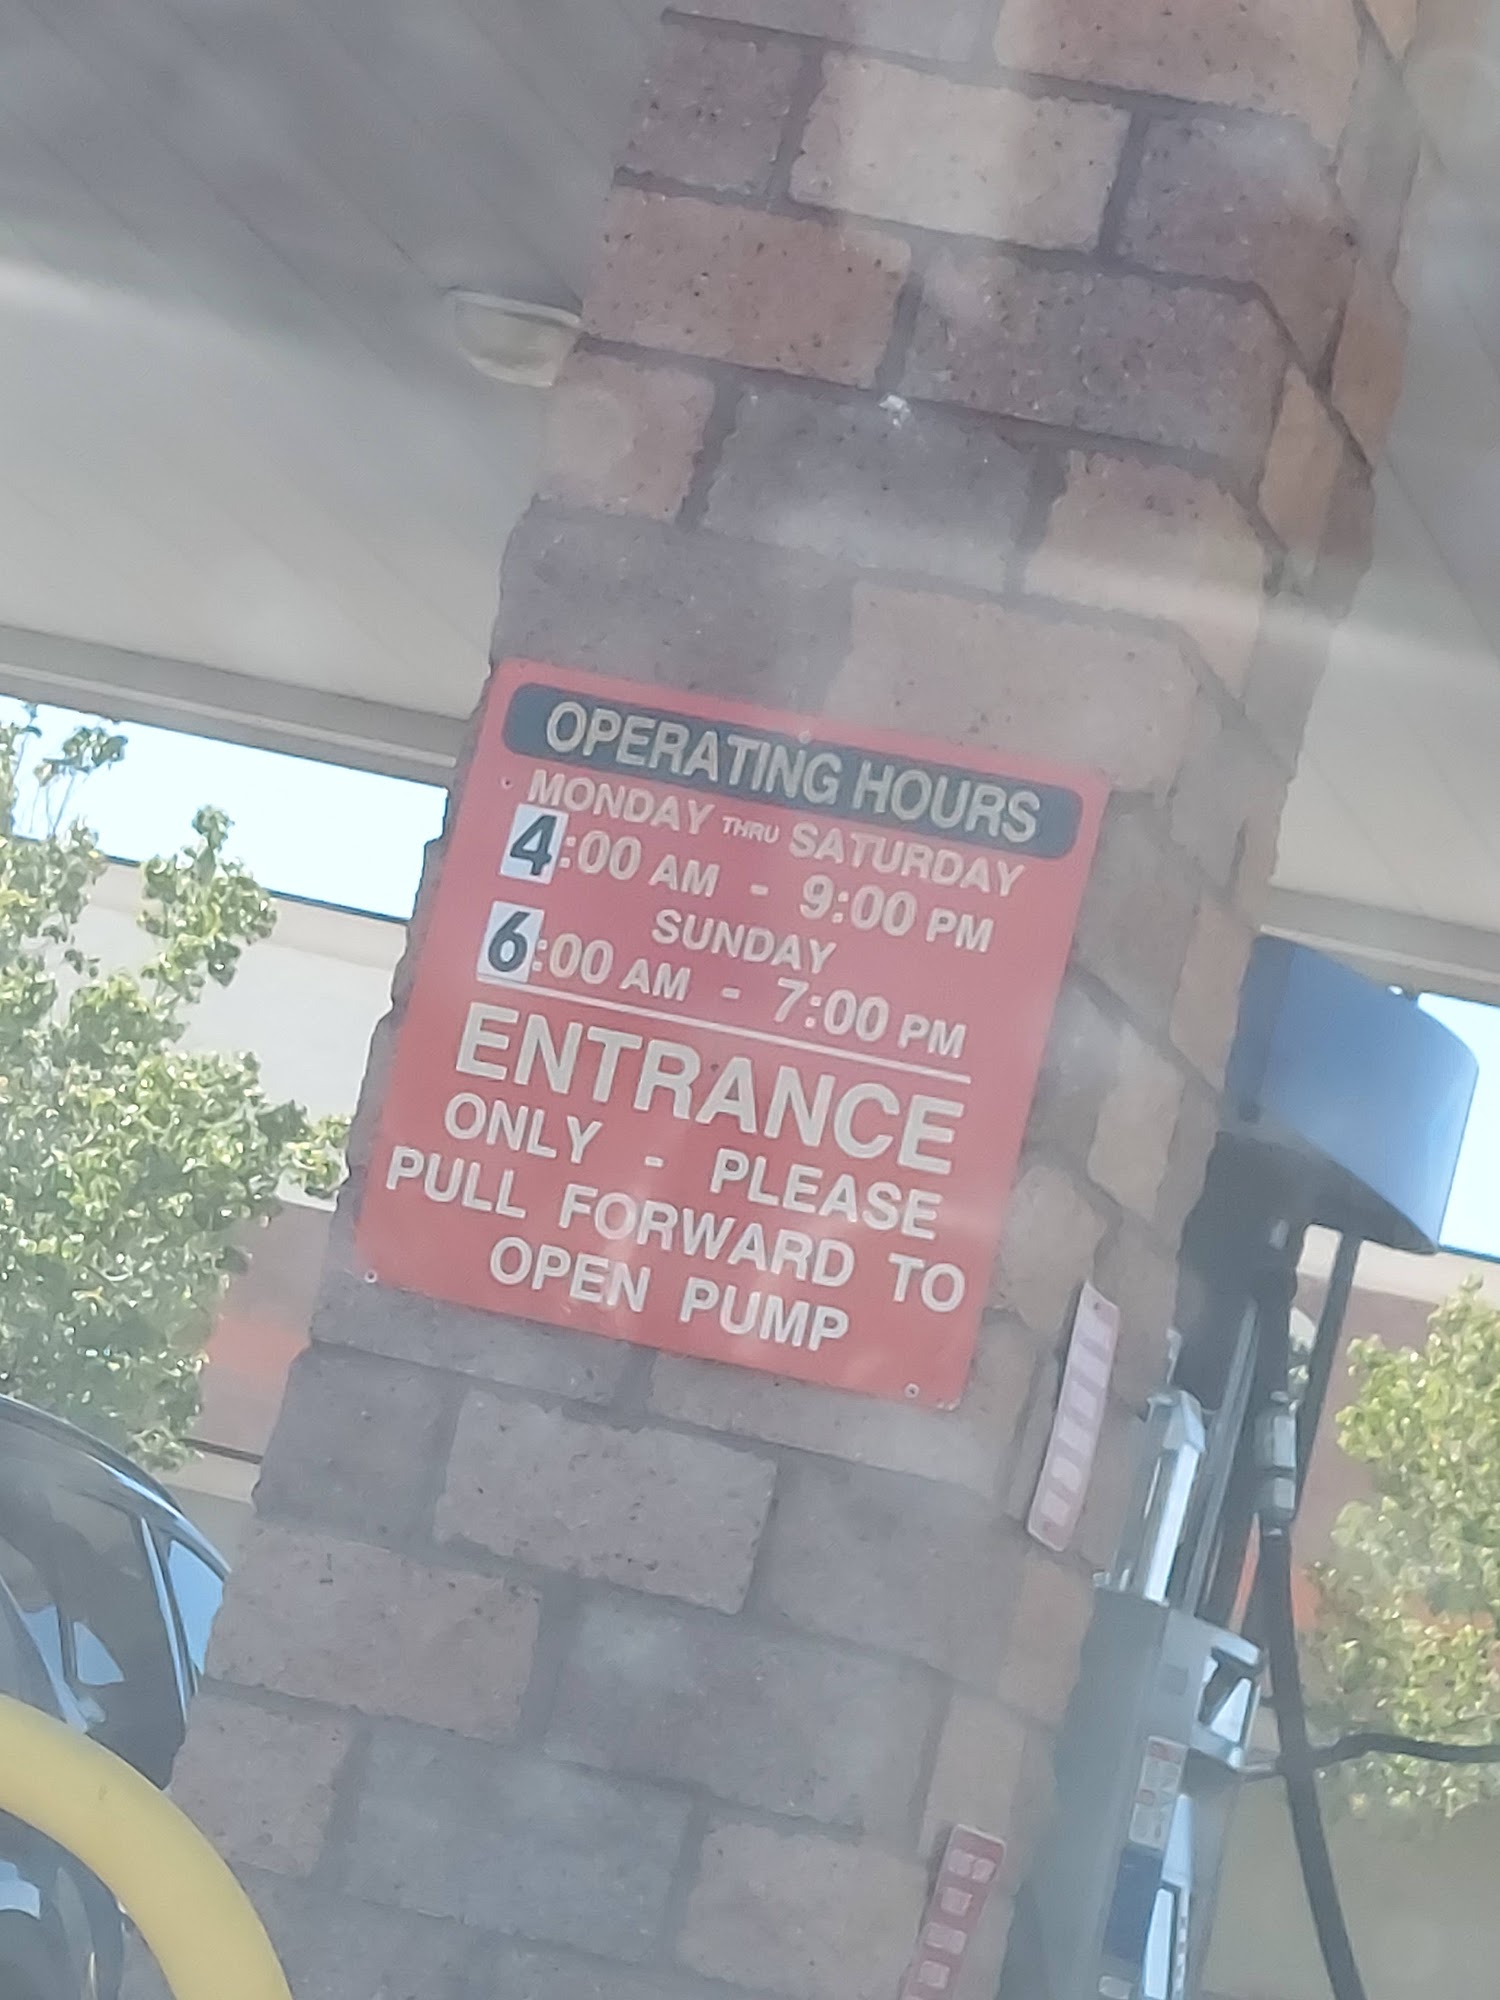 OPERATING HOURS
MONDAY THRU SATURDAY
4:00 AM - 9:00 PM
SUNDAY
6:00 AM - 7:00 PM
ENTRANCE
ONLY - PLEASE
PULL FORWARD TO
OPEN PUMP